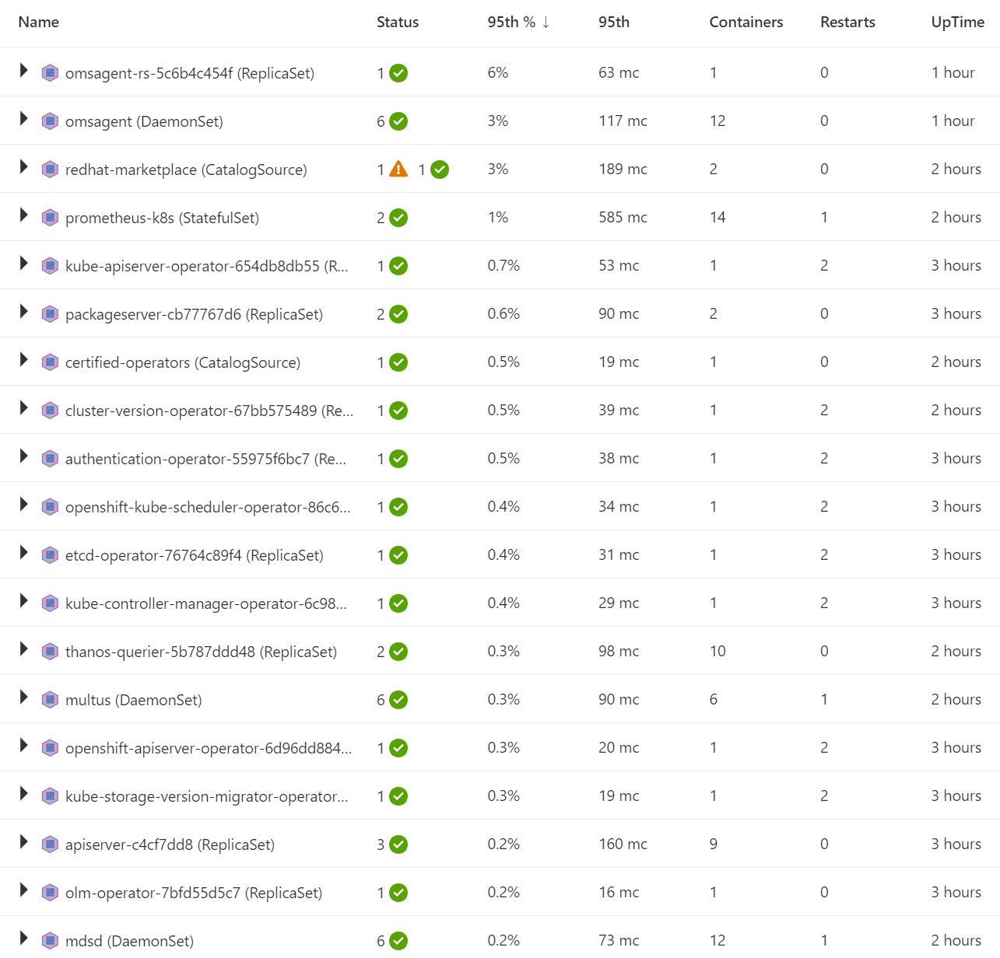 Name Status 95th % ↓ 95th Containers Restarts UpTime
omsagent-rs-5c6b4c454f (ReplicaSet) 1 6% 63 mc 1 0 1 hour
omsagent (DaemonSet) 6 3% 117 mc 12 0 1 hour
redhat-marketplace (CatalogSource) 1 1 3% 189 mc 2 0 2 hours
prometheus-k8s (StatefulSet) 2 1% 585 mc 14 1 2 hours
kube-apiserver-operator-654db8db55 (R... 1 0.7% 53 mc 1 2 3 hours
packageserver-cb77767d6 (ReplicaSet) 2 0.6% 90 mc 2 0 3 hours
certified-operators (CatalogSource) 1 0.5% 19 mc 1 0 2 hours
cluster-version-operator-67bb575489 (Re... 1 0.5% 39 mc 1 2 2 hours
authentication-operator-55975f6bc7 (Re... 1 0.5% 38 mc 1 2 3 hours
openshift-kube-scheduler-operator-86c6... 1 0.4% 34 mc 1 2 3 hours
etcd-operator-76764c89f4 (ReplicaSet) 1 0.4% 31 mc 1 2 3 hours
kube-controller-manager-operator-6c98... 1 0.4% 29 mc 1 2 3 hours
thanos-querier-5b787ddd48 (ReplicaSet) 2 0.3% 98 mc 10 0 2 hours
multus (DaemonSet) 6 0.3% 90 mc 6 1 2 hours
openshift-apiserver-operator-6d96dd884... 1 0.3% 20 mc 1 2 3 hours
kube-storage-version-migrator-operator... 1 0.3% 19 mc 1 2 3 hours
apiserver-c4cf7dd8 (ReplicaSet) 3 0.2% 160 mc 9 0 3 hours
olm-operator-7bfd55d5c7 (ReplicaSet) 1 0.2% 16 mc 1 0 3 hours
mdsd (DaemonSet) 6 0.2% 73 mc 12 1 2 hours